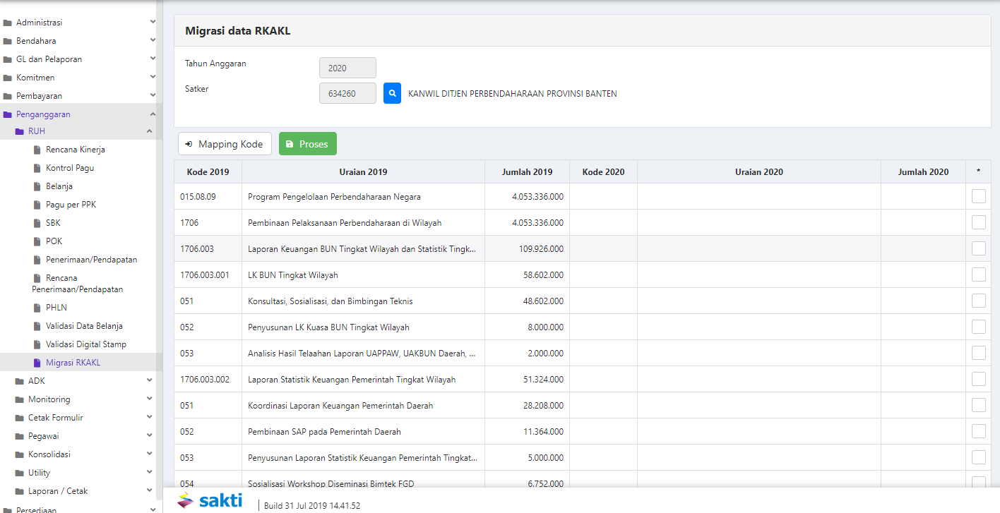 Administrasi
Bendahara
GL dan Pelaporan
Komitmen
Pembayaran
Penganggaran
RUH
Rencana Kinerja
Kontrol Pagu
Belanja
Pagu per PPK
SBK
POK
Penerimaan/Pendapatan
Rencana
Penerimaan/Pendapatan
PHLN
Validasi Data Belanja
Validasi Digital Stamp
Migrasi RKAKL
ADK
Monitoring
Cetak Formulir
Pegawai
Konsolidasi
Utility
Laporan / Cetak
Persediaan
Migrasi data RKAKL
Tahun Anggaran 2020
Satker 634260 KANWIL DITJEN PERBENDAHARAAN PROVINSI BANTEN
Mapping Kode Proses
Kode 2019 Uraian 2019 Jumlah 2019 Kode 2020 Uraian 2020 Jumlah 2020 *
015.08.09 Program Pengelolaan Perbendaharaan Negara 4.053.336.000
1706 Pembinaan Pelaksanaan Perbendaharaan di Wilayah 4.053.336.000
1706.003 Laporan Keuangan BUN Tingkat Wilayah dan Statistik Tingk... 109.926.000
1706.003.001 LK BUN Tingkat Wilayah 58.602.000
051 Konsultasi, Sosialisasi, dan Bimbingan Teknis 48.602.000
052 Penyusunan LK Kuasa BUN Tingkat Wilayah 8.000.000
053 Analisis Hasil Telaahan Laporan UAPPAW, UAKBUN Daerah, ... 2.000.000
1706.003.002 Laporan Statistik Keuangan Pemerintah Tingkat Wilayah 51.324.000
051 Koordinasi Laporan Keuangan Pemerintah Daerah 28.208.000
052 Pembinaan SAP pada Pemerintah Daerah 11.364.000
053 Penyusunan Laporan Statistik Keuangan Pemerintah Tingkat... 5.000.000
054 Sosialisasi Workshop Diseminasi Bimtek FGD 6.752.000
sakti | Build 31 Jul 2019 14.41.52